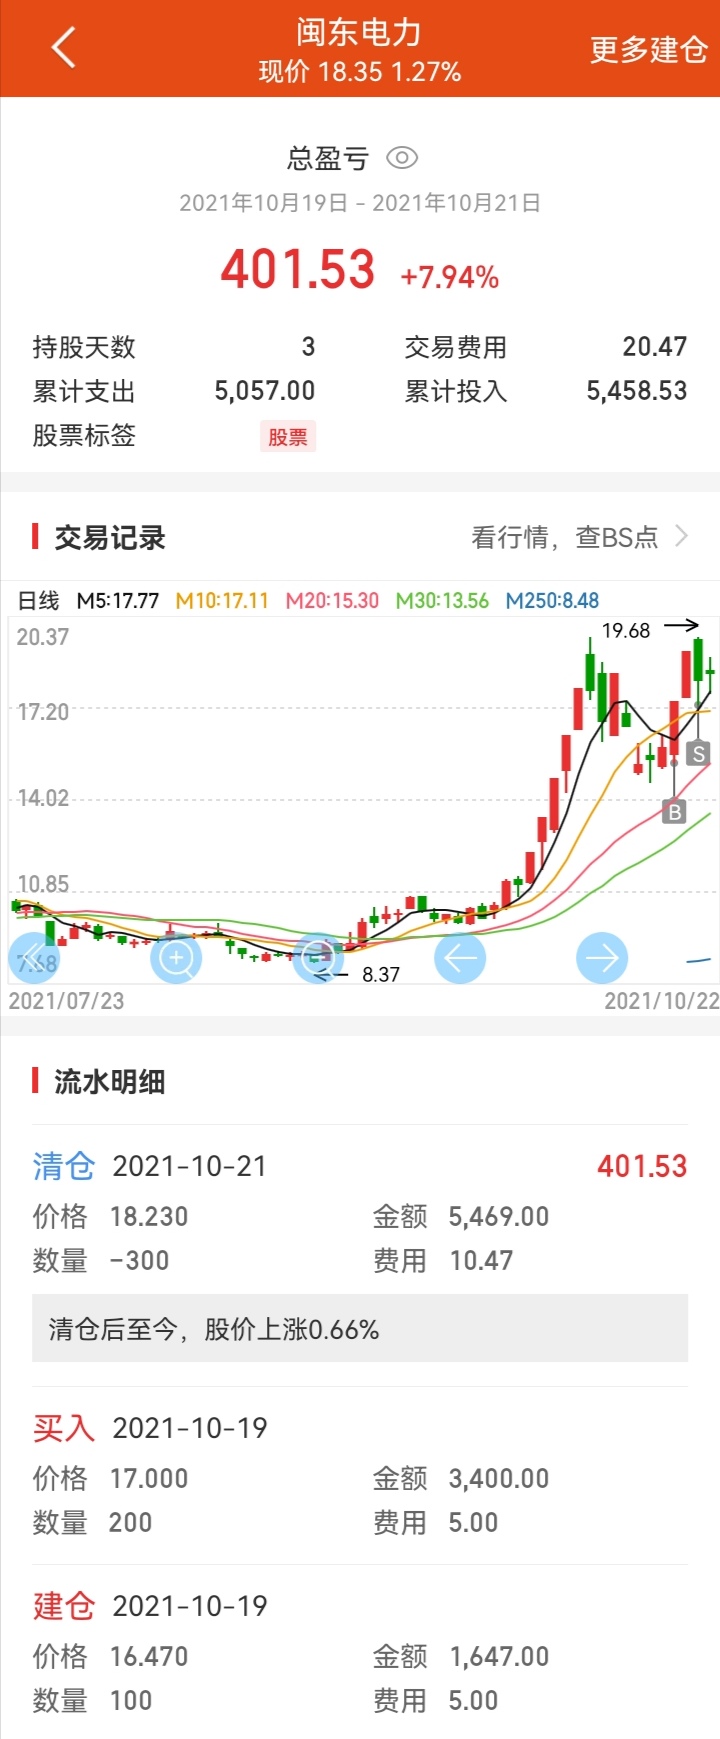 闽东电力
现价 18.35 1.27%
更多建仓
总盈亏
2021年10月19日 - 2021年10月21日
401.53 +7.94%
持股天数 3 交易费用 20.47
累计支出 5,057.00 累计投入 5,458.53
股票标签 股票
交易记录 看行情，查BS点
日线 M5:17.77 M10:17.11 M20:15.30 M30:13.56 M250:8.48
20.37
19.68
17.20
S
14.02
B
10.85
7.68
8.37
2021/07/23 2021/10/22
流水明细
清仓 2021-10-21 401.53
价格 18.230 金额 5,469.00
数量 -300 费用 10.47
清仓后至今，股价上涨0.66%
买入 2021-10-19
价格 17.000 金额 3,400.00
数量 200 费用 5.00
建仓 2021-10-19
价格 16.470 金额 1,647.00
数量 100 费用 5.00